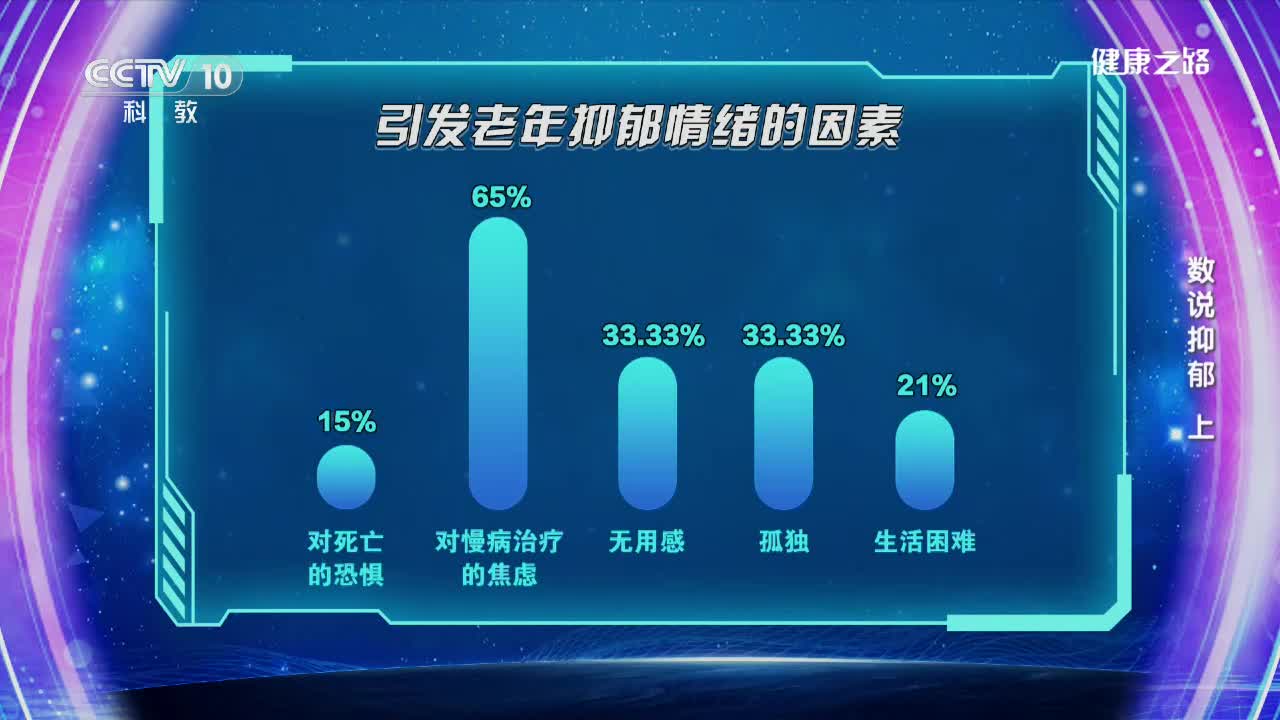 CCTV 10
科 教
健康之路
引发老年抑郁情绪的因素
65%
33.33%
33.33%
21%
15%
对死亡
的恐惧
对慢病治疗
的焦虑
无用感
孤独
生活困难
数说抑郁 上